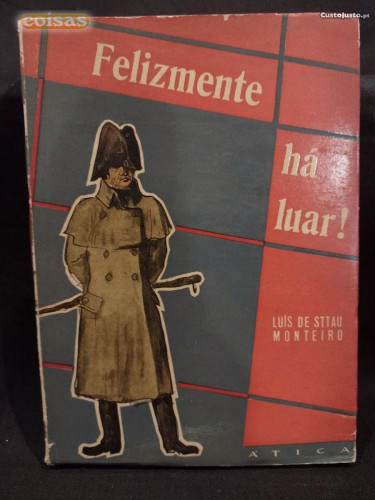 coisas
CustoJusto.pt
Felizmente
há
luar!
LUÍS DE STTAU
MONTEIRO
ÁTICA